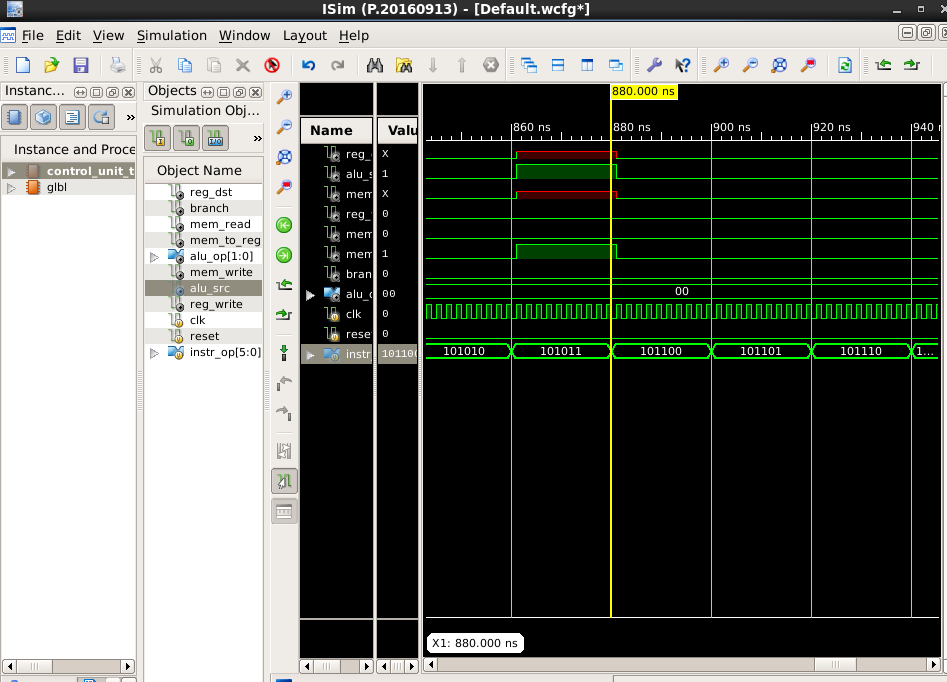 ISim (P.20160913) - [Default.wcfg*]
File Edit View Simulation Window Layout Help
Instanc...
Objects
Simulation Obj...
»
»
Instance and Proce
control_unit_t
glbl
Object Name
reg_dst
branch
mem_read
mem_to_reg
alu_op[1:0]
mem_write
alu_src
reg_write
clk
reset
instr_op[5:0]
Name Valu
reg_ X
alu_s 1
mem X
reg_ 0
mem 0
mem 1
bran 0
alu_ 00
clk 0
rese 0
instr 10110
880.000 ns
860 ns 880 ns 900 ns 920 ns 940 n
00
101010 101011 101100 101101 101110 1...
X1: 880.000 ns